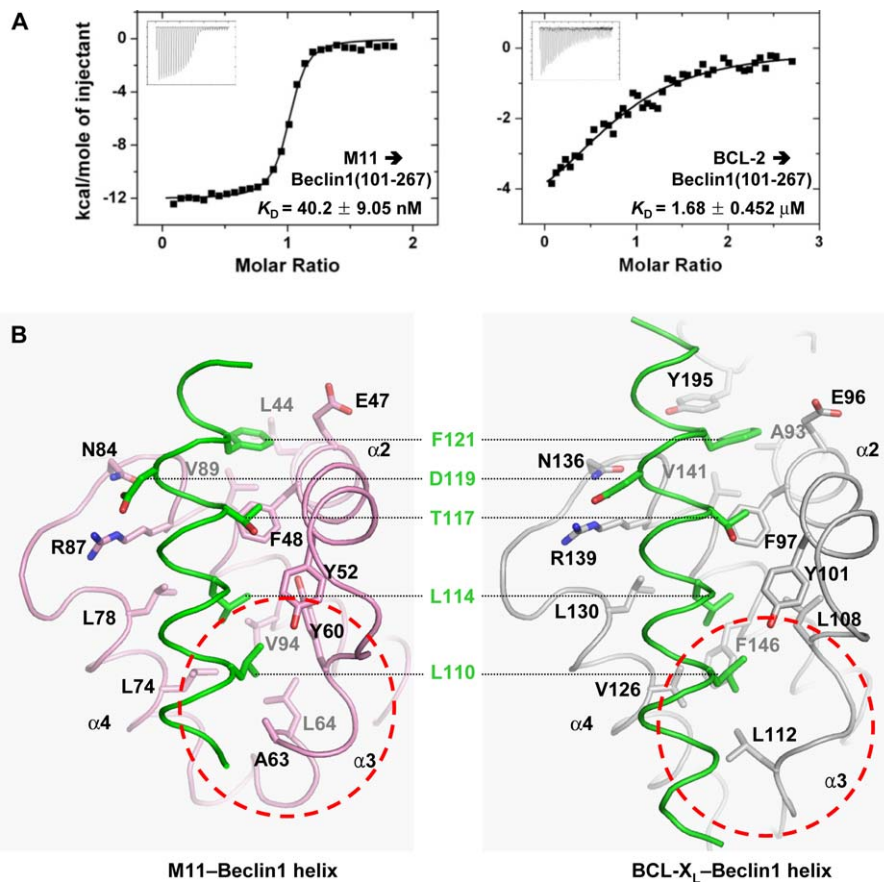 A
kcal/mole of injectant
0
-4
-8
-12
M11 ➔
Beclin1(101-267)
K_D = 40.2 ± 9.05 nM
0 1 2
Molar Ratio
0
-2
-4
BCL-2 ➔
Beclin1(101-267)
K_D = 1.68 ± 0.452 μM
0 1 2 3
Molar Ratio
B
L44
E47
α2
N84
V89
R87
F48
Y52
L78
V94
Y60
L74
L64
α4
A63
α3
F121
D119
T117
L114
L110
Y195
E96
A93
α2
N136
V141
R139
F97
Y101
L130
L108
F146
V126
L112
α4
α3
M11–Beclin1 helix
BCL-X_L–Beclin1 helix